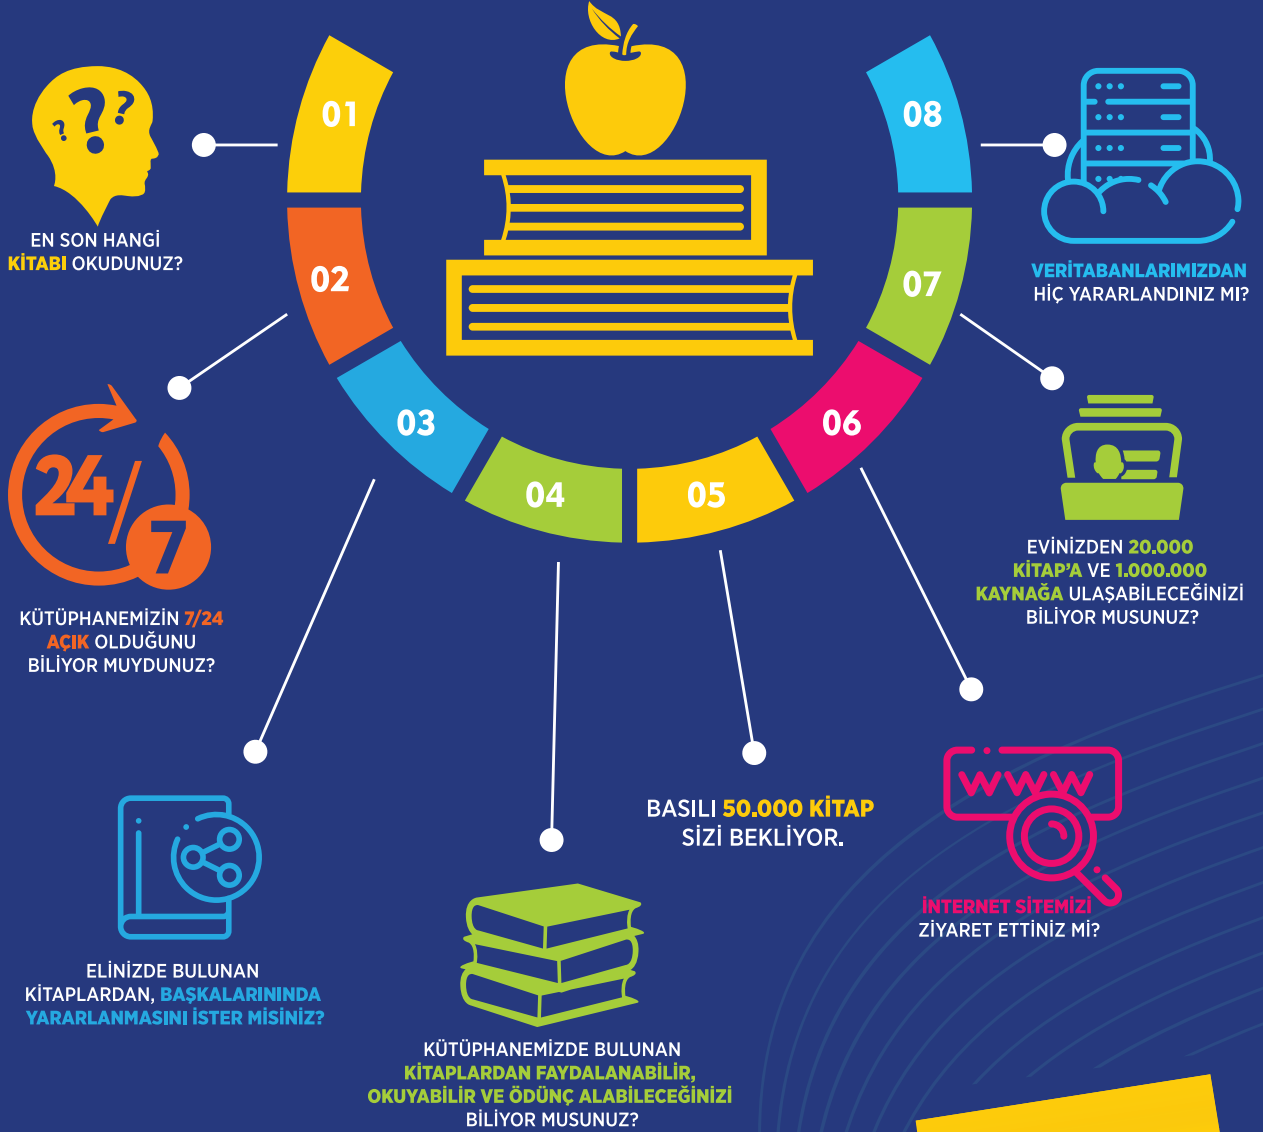 01
EN SON HANGİ
KİTABI OKUDUNUZ?
02
24/7
KÜTÜPHANEMİZİN 7/24
AÇIK OLDUĞUNU
BİLİYOR MUYDUNUZ?
03
ELİNİZDE BULUNAN
KİTAPLARDAN, BAŞKALARININDA
YARARLANMASINI İSTER MİSİNİZ?
04
KÜTÜPHANEMİZDE BULUNAN
KİTAPLARDAN FAYDALANABİLİR,
OKUYABİLİR VE ÖDÜNÇ ALABİLECEĞİNİZİ
BİLİYOR MUSUNUZ?
05
BASILI 50.000 KİTAP
SİZİ BEKLİYOR.
06
www
İNTERNET SİTEMİZİ
ZİYARET ETTİNİZ Mİ?
07
EVİNİZDEN 20.000
KİTAP'A VE 1.000.000
KAYNAĞA ULAŞABİLECEĞİNİZİ
BİLİYOR MUSUNUZ?
08
VERİTABANLARIMIZDAN
HİÇ YARARLANDINIZ MI?